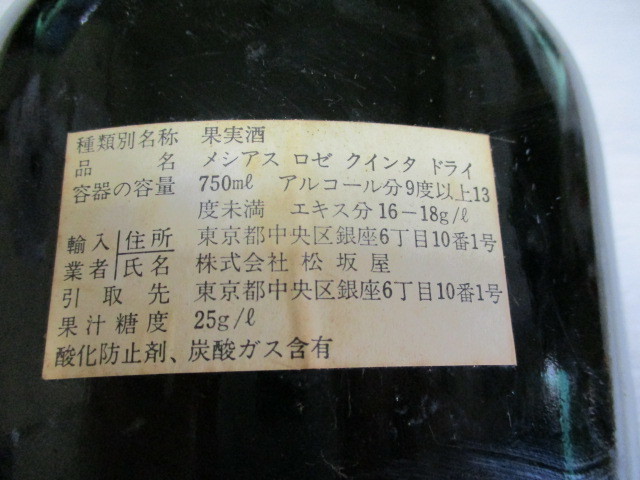 種類別名称 果実酒
品名 メシアス ロゼ クインタ ドライ
容器の容量 750ml アルコール分9度以上13
度未満 エキス分16-18g/l
輸入業者 住所 東京都中央区銀座6丁目10番1号
氏名 株式会社 松坂屋
引取先 東京都中央区銀座6丁目10番1号
果汁糖度 25g/l
酸化防止剤、炭酸ガス含有